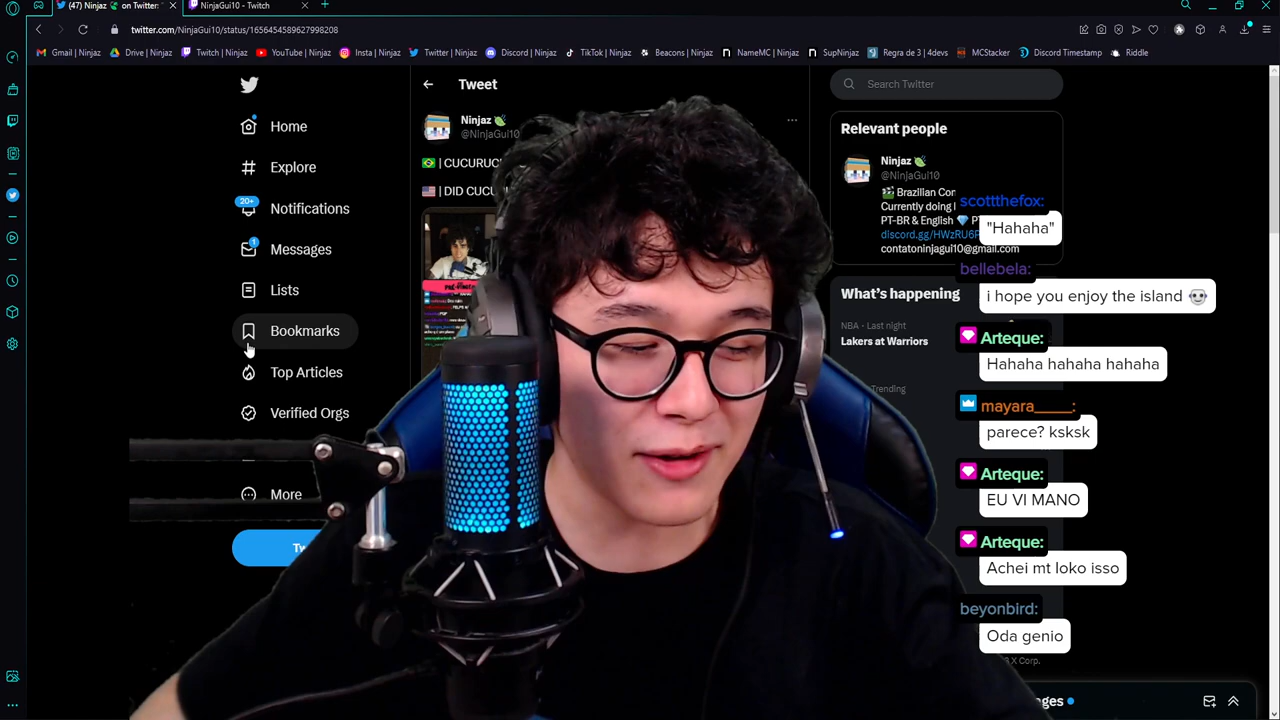 (47) Ninjaz
on Twitter:
NinjaGui10 - Twitch
twitter.com/NinjaGui10/status/1656454589627998208
Gmail | Ninjaz
Drive | Ninjaz
Twitch | Ninjaz
YouTube | Ninjaz
Insta | Ninjaz
Twitter | Ninjaz
Discord | Ninjaz
TikTok | Ninjaz
Beacons | Ninjaz
NameMC | Ninjaz
SupNinjaz
Regra de 3 | 4devs
MCStacker
Discord Timestamp
Riddle
Home
Explore
20+
Notifications
1
Messages
Lists
Bookmarks
Top Articles
Verified Orgs
More
Tw
Tweet
Ninjaz
@NinjaGui10
| CUCURUC
| DID CUCU
Search Twitter
Relevant people
Ninjaz
@NinjaGui10
Brazilian Con
Currently doing
PT-BR & English
discord.gg/HWzRU6F
contatoninjagui10@gmail.com
What's happening
NBA · Last night
Lakers at Warriors
Trending
X Corp.
ages
scottthefox:
"Hahaha"
bellebela:
i hope you enjoy the island
Arteque:
Hahaha hahaha hahaha
mayara_____:
parece? ksksk
Arteque:
EU VI MANO
Arteque:
Achei mt loko isso
beyonbird:
Oda genio